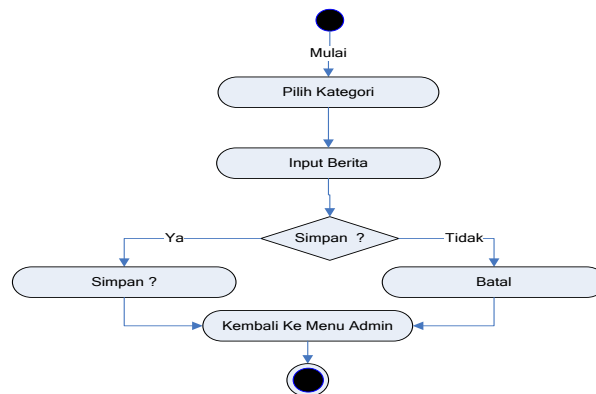 Mulai
Pilih Kategori
Input Berita
Simpan ?
Ya
Tidak
Simpan ?
Batal
Kembali Ke Menu Admin